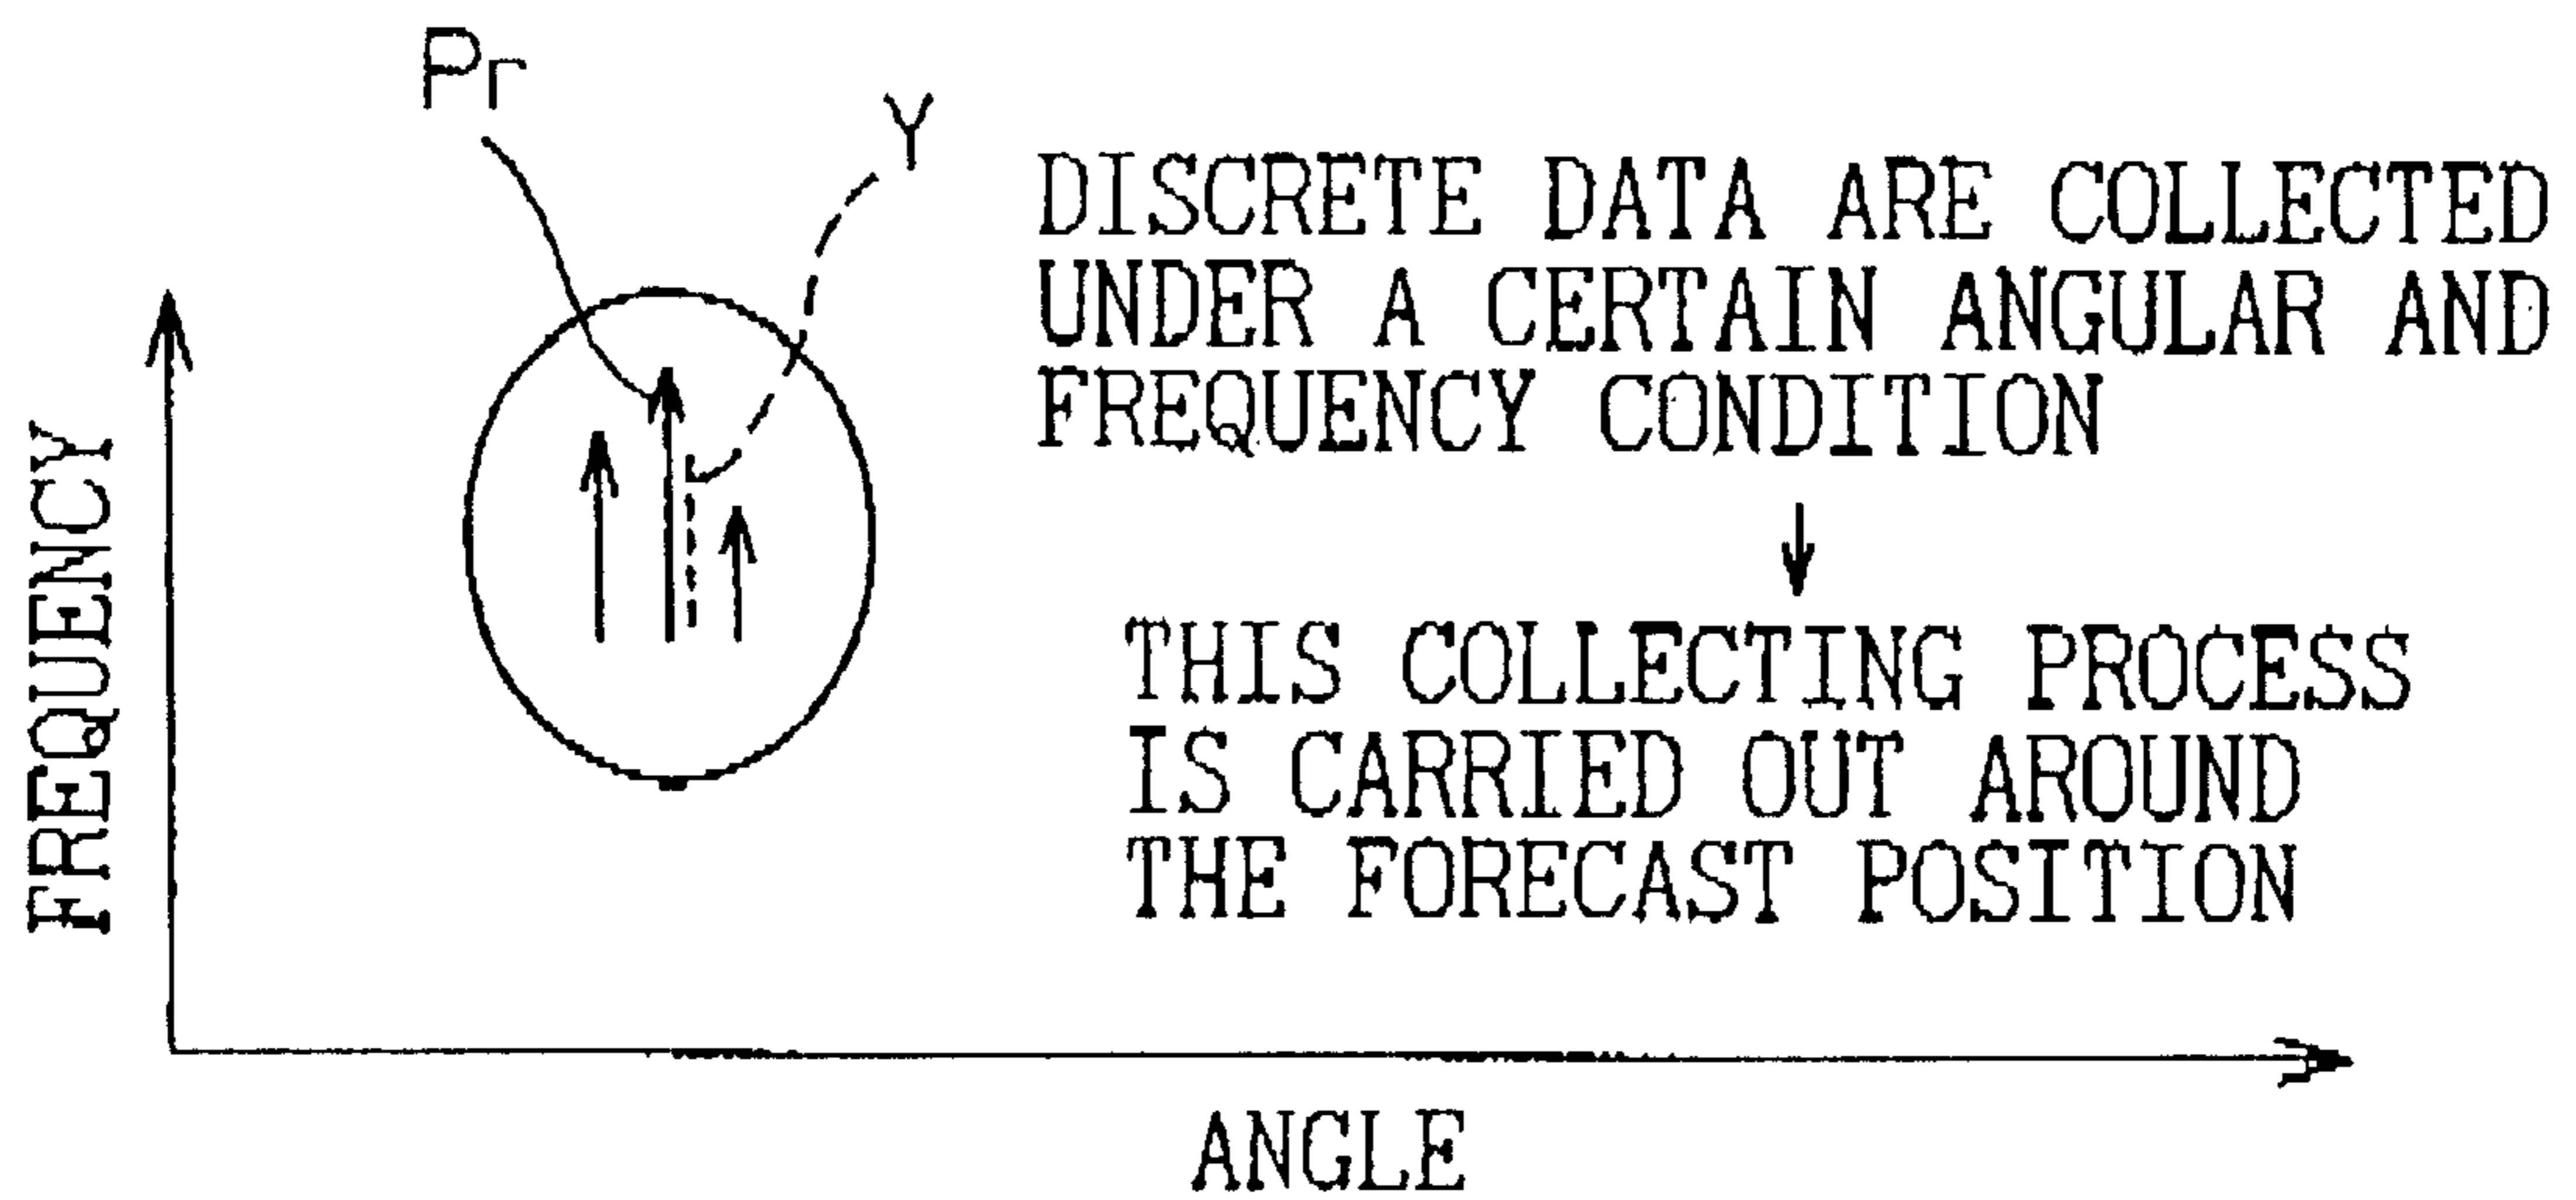 Pr
Y
DISCRETE DATA ARE COLLECTED
UNDER A CERTAIN ANGULAR AND
FREQUENCY CONDITION
THIS COLLECTING PROCESS
IS CARRIED OUT AROUND
THE FORECAST POSITION
FREQUENCY
ANGLE